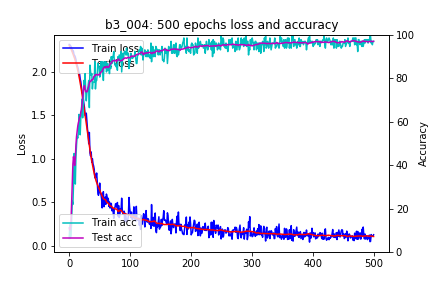 b3_004: 500 epochs loss and accuracy
Train loss
Test loss
Train acc
Test acc
Loss
Accuracy
0.0
0.5
1.0
1.5
2.0
0
20
40
60
80
100
0
100
200
300
400
500